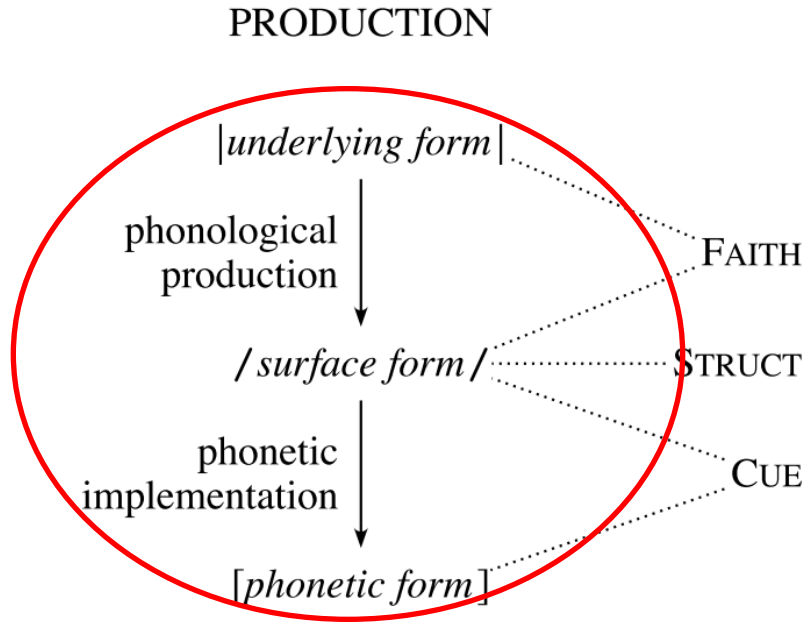 PRODUCTION
|underlying form|
phonological
production
FAITH
/surface form/
STRUCT
phonetic
implementation
CUE
[phonetic form]